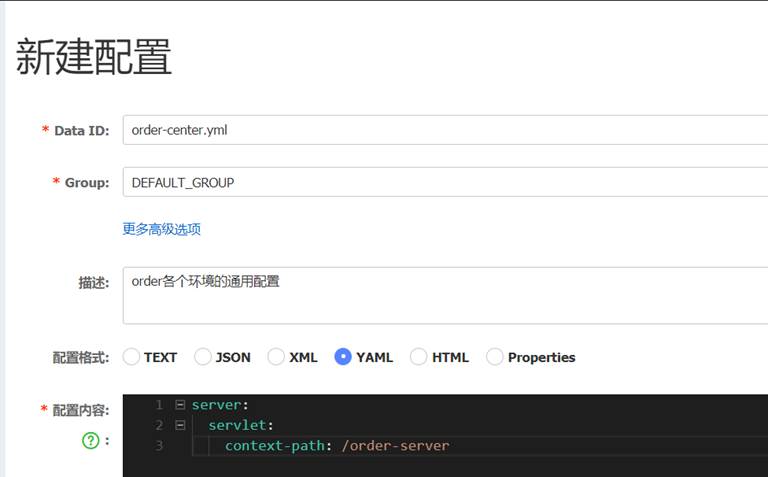 新建配置
* Data ID: order-center.yml
* Group: DEFAULT_GROUP
更多高级选项
描述: order各个环境的通用配置
配置格式: TEXT JSON XML YAML HTML Properties
* 配置内容: 1 server:
? : 2 servlet:
3 context-path: /order-server